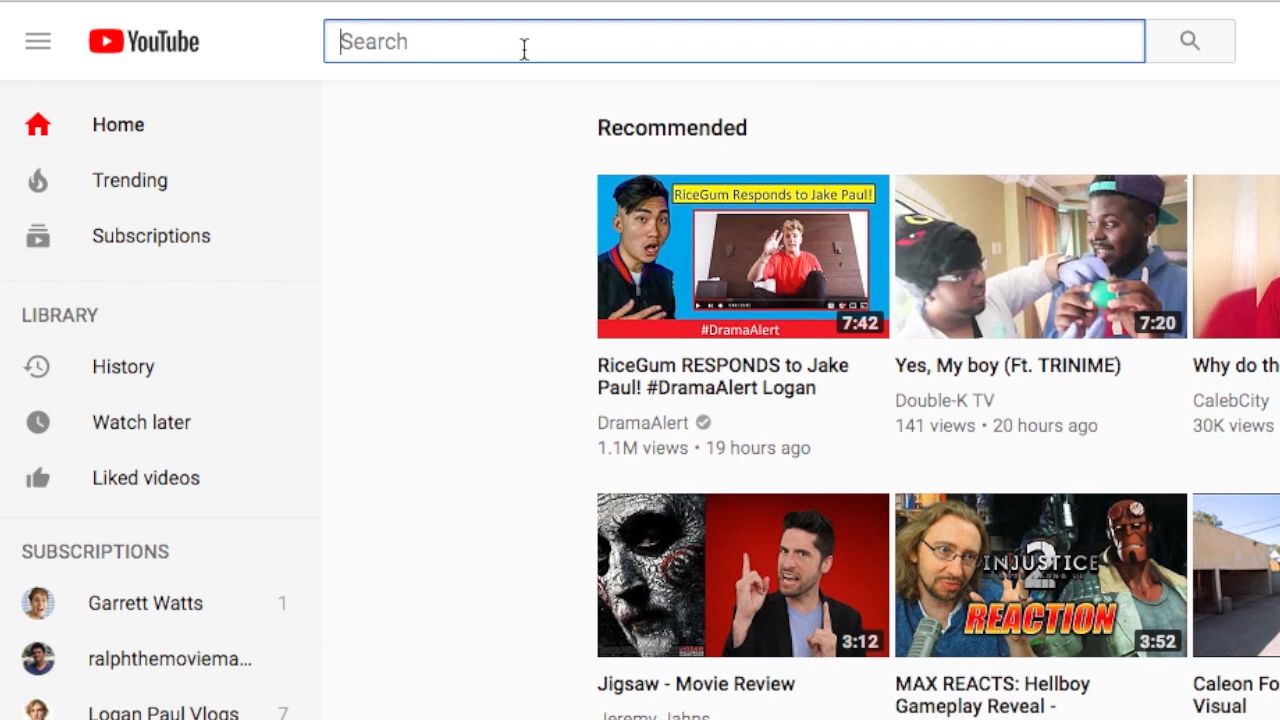 YouTube
Search
Home
Trending
Subscriptions
LIBRARY
History
Watch later
Liked videos
SUBSCRIPTIONS
Garrett Watts 1
ralphthemoviema...
Logan Paul Vlogs 7
Recommended
RiceGum Responds to Jake Paul!
#DramaAlert
7:42
RiceGum RESPONDS to Jake
Paul! #DramaAlert Logan
DramaAlert
1.1M views • 19 hours ago
7:20
Yes, My boy (Ft. TRINIME)
Double-K TV
141 views • 20 hours ago
Why do th
CalebCity
30K views
3:12
Jigsaw - Movie Review
Jeremy Jahns
INJUSTICE
2
REACTION
3:52
MAX REACTS: Hellboy
Gameplay Reveal -
Caleon Fo
Visual